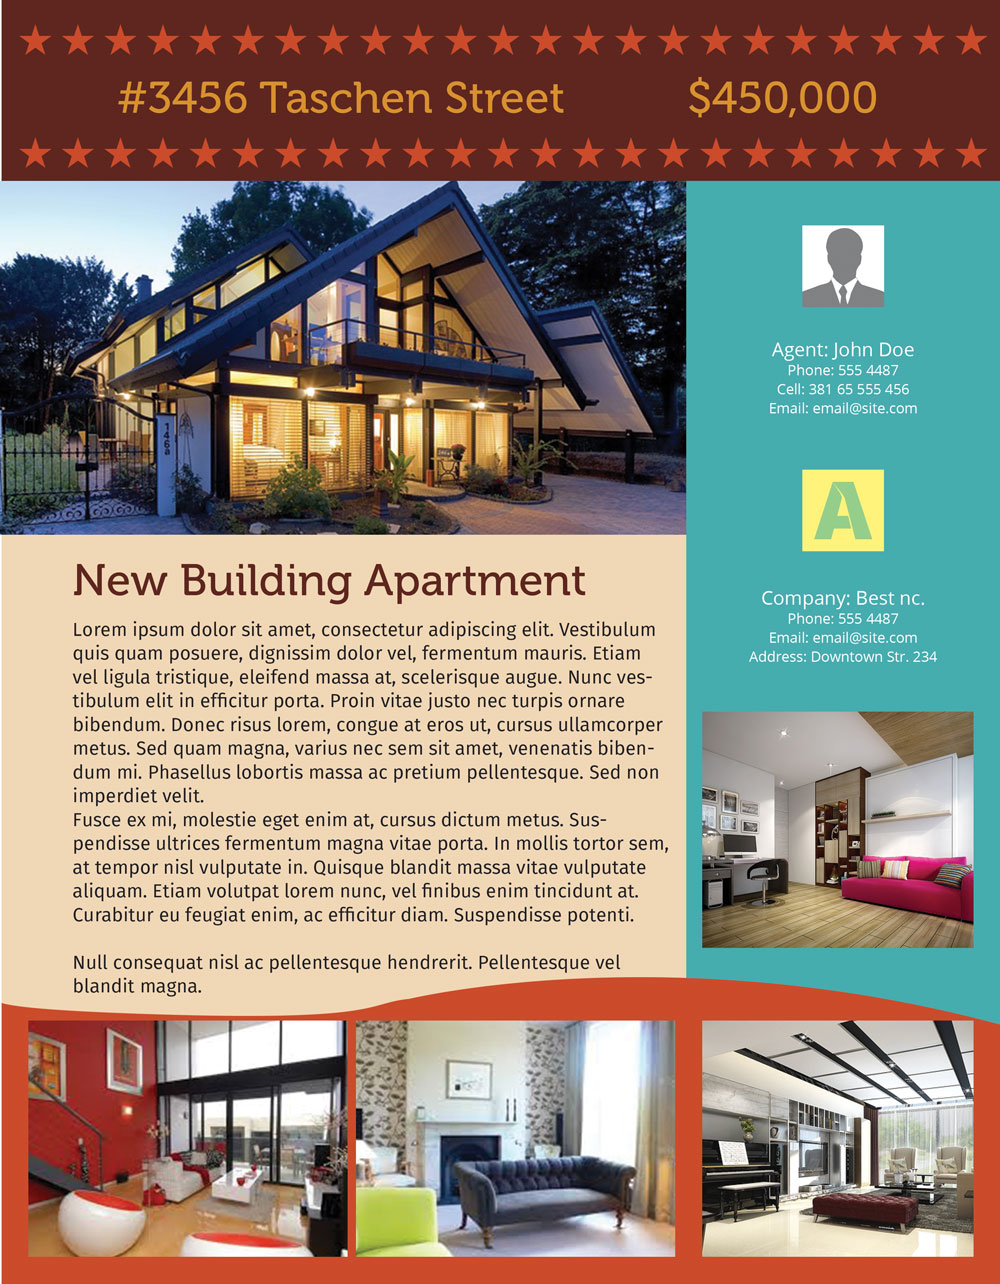 #3456 Taschen Street $450,000
146a
Agent: John Doe
Phone: 555 4487
Cell: 381 65 555 456
Email: email@site.com
A
Company: Best nc.
Phone: 555 4487
Email: email@site.com
Address: Downtown Str. 234
New Building Apartment
Lorem ipsum dolor sit amet, consectetur adipiscing elit. Vestibulum
quis quam posuere, dignissim dolor vel, fermentum mauris. Etiam
vel ligula tristique, eleifend massa at, scelerisque augue. Nunc ves-
tibulum elit in efficitur porta. Proin vitae justo nec turpis ornare
bibendum. Donec risus lorem, congue at eros ut, cursus ullamcorper
metus. Sed quam magna, varius nec sem sit amet, venenatis biben-
dum mi. Phasellus lobortis massa ac pretium pellentesque. Sed non
imperdiet velit.
Fusce ex mi, molestie eget enim at, cursus dictum metus. Sus-
pendisse ultrices fermentum magna vitae porta. In mollis tortor sem,
at tempor nisl vulputate in. Quisque blandit massa vitae vulputate
aliquam. Etiam volutpat lorem nunc, vel finibus enim tincidunt at.
Curabitur eu feugiat enim, ac efficitur diam. Suspendisse potenti.
Null consequat nisl ac pellentesque hendrerit. Pellentesque vel
blandit magna.